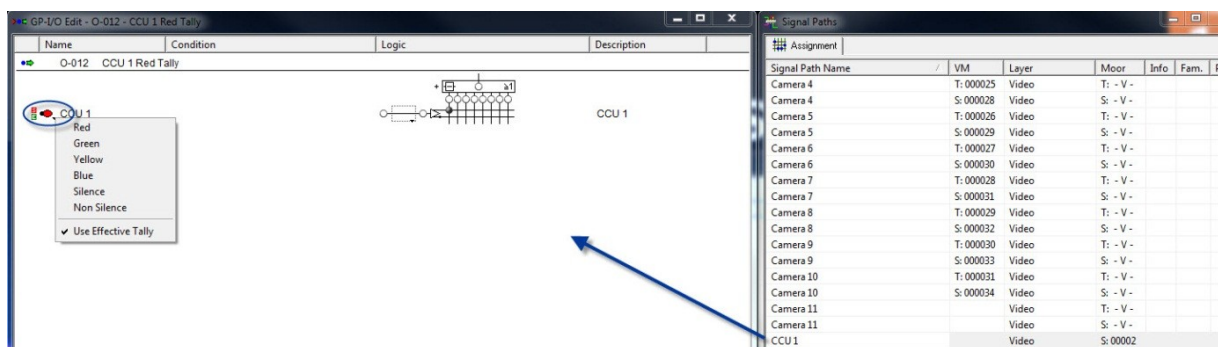 GP-I/O Edit - O-012 - CCU 1 Red Tally
Name Condition Logic Description
O-012 CCU 1 Red Tally
+ ≥1
CCU 1 CCU 1
Red
Green
Yellow
Blue
Silence
Non Silence
✓ Use Effective Tally
Signal Paths
Assignment
Signal Path Name / VM Layer Moor Info Fam.
Camera 4 T: 000025 Video T: - V -
Camera 4 S: 000028 Video S: - V -
Camera 5 T: 000026 Video T: - V -
Camera 5 S: 000029 Video S: - V -
Camera 6 T: 000027 Video T: - V -
Camera 6 S: 000030 Video S: - V -
Camera 7 T: 000028 Video T: - V -
Camera 7 S: 000031 Video S: - V -
Camera 8 T: 000029 Video T: - V -
Camera 8 S: 000032 Video S: - V -
Camera 9 T: 000030 Video T: - V -
Camera 9 S: 000033 Video S: - V -
Camera 10 T: 000031 Video T: - V -
Camera 10 S: 000034 Video S: - V -
Camera 11 Video T: - V -
Camera 11 Video S: - V -
CCU 1 Video S: 00002